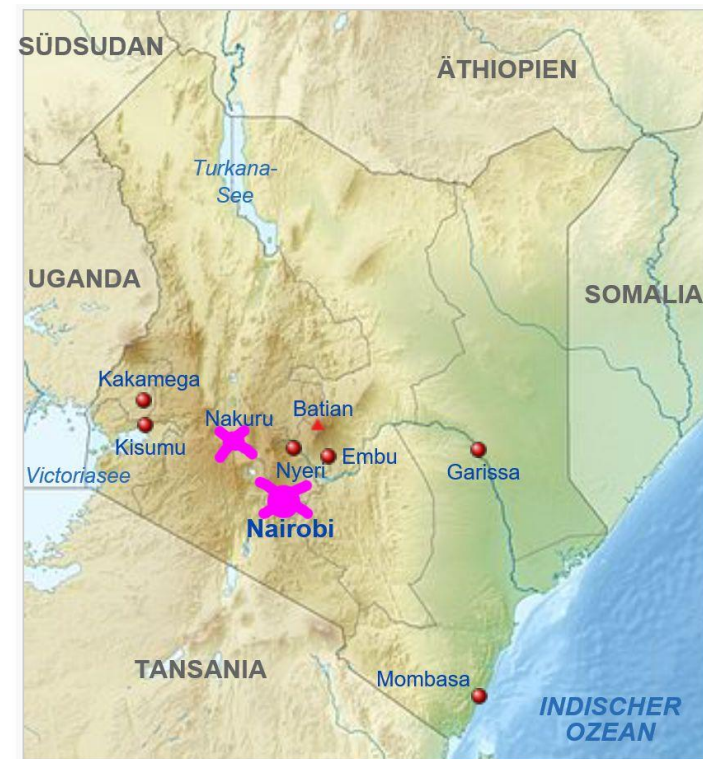 SÜDSUDAN
ÄTHIOPIEN
Turkana-
See
UGANDA
SOMALIA
Kakamega
Nakuru
Batian
Kisumu
Nyeri
Embu
Garissa
Victoriasee
Nairobi
TANSANIA
Mombasa
INDISCHER
OZEAN